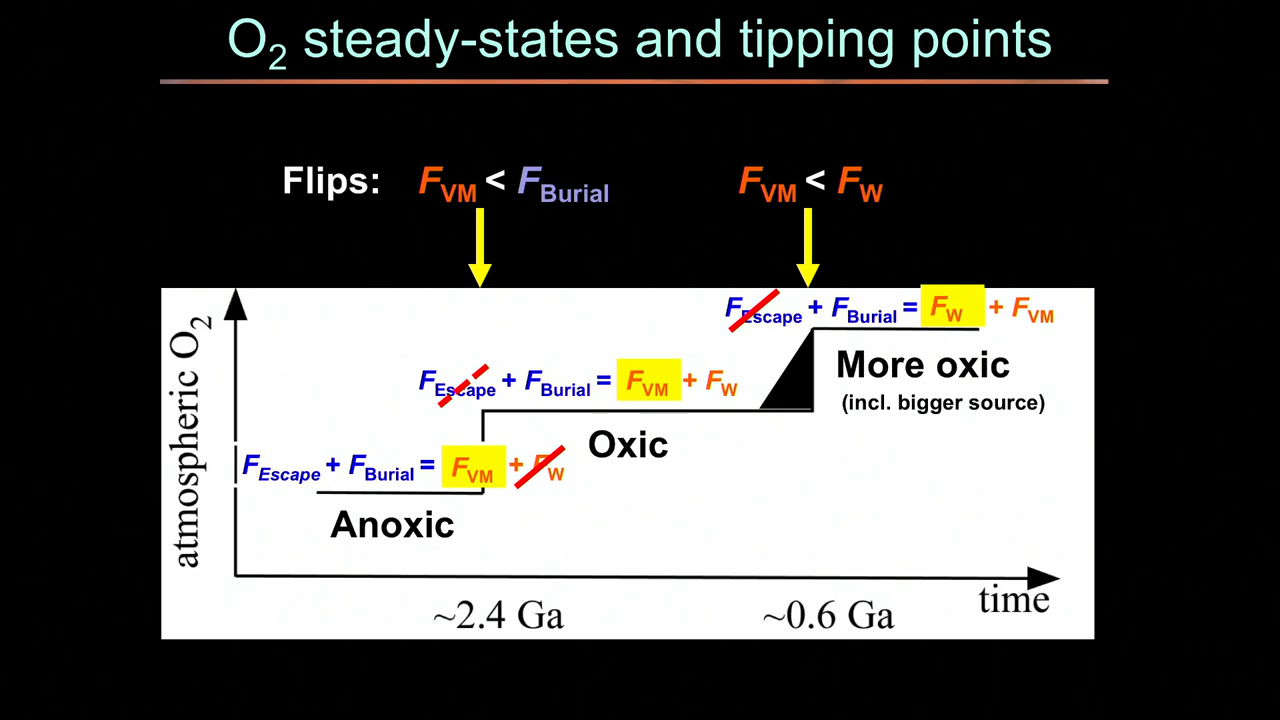 O2 steady-states and tipping points
Flips: FVM < FBurial FVM < FW
FEscape + FBurial = FW + FVM
More oxic
(incl. bigger source)
FEscape + FBurial = FVM + FW
Oxic
FEscape + FBurial = FVM + FW
Anoxic
atmospheric O2
time
~2.4 Ga ~0.6 Ga